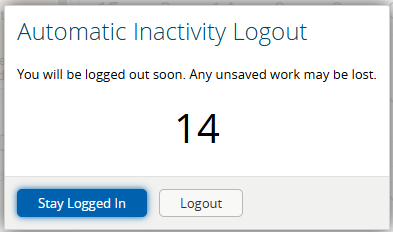 Automatic Inactivity Logout
You will be logged out soon. Any unsaved work may be lost.
14
Stay Logged In
Logout